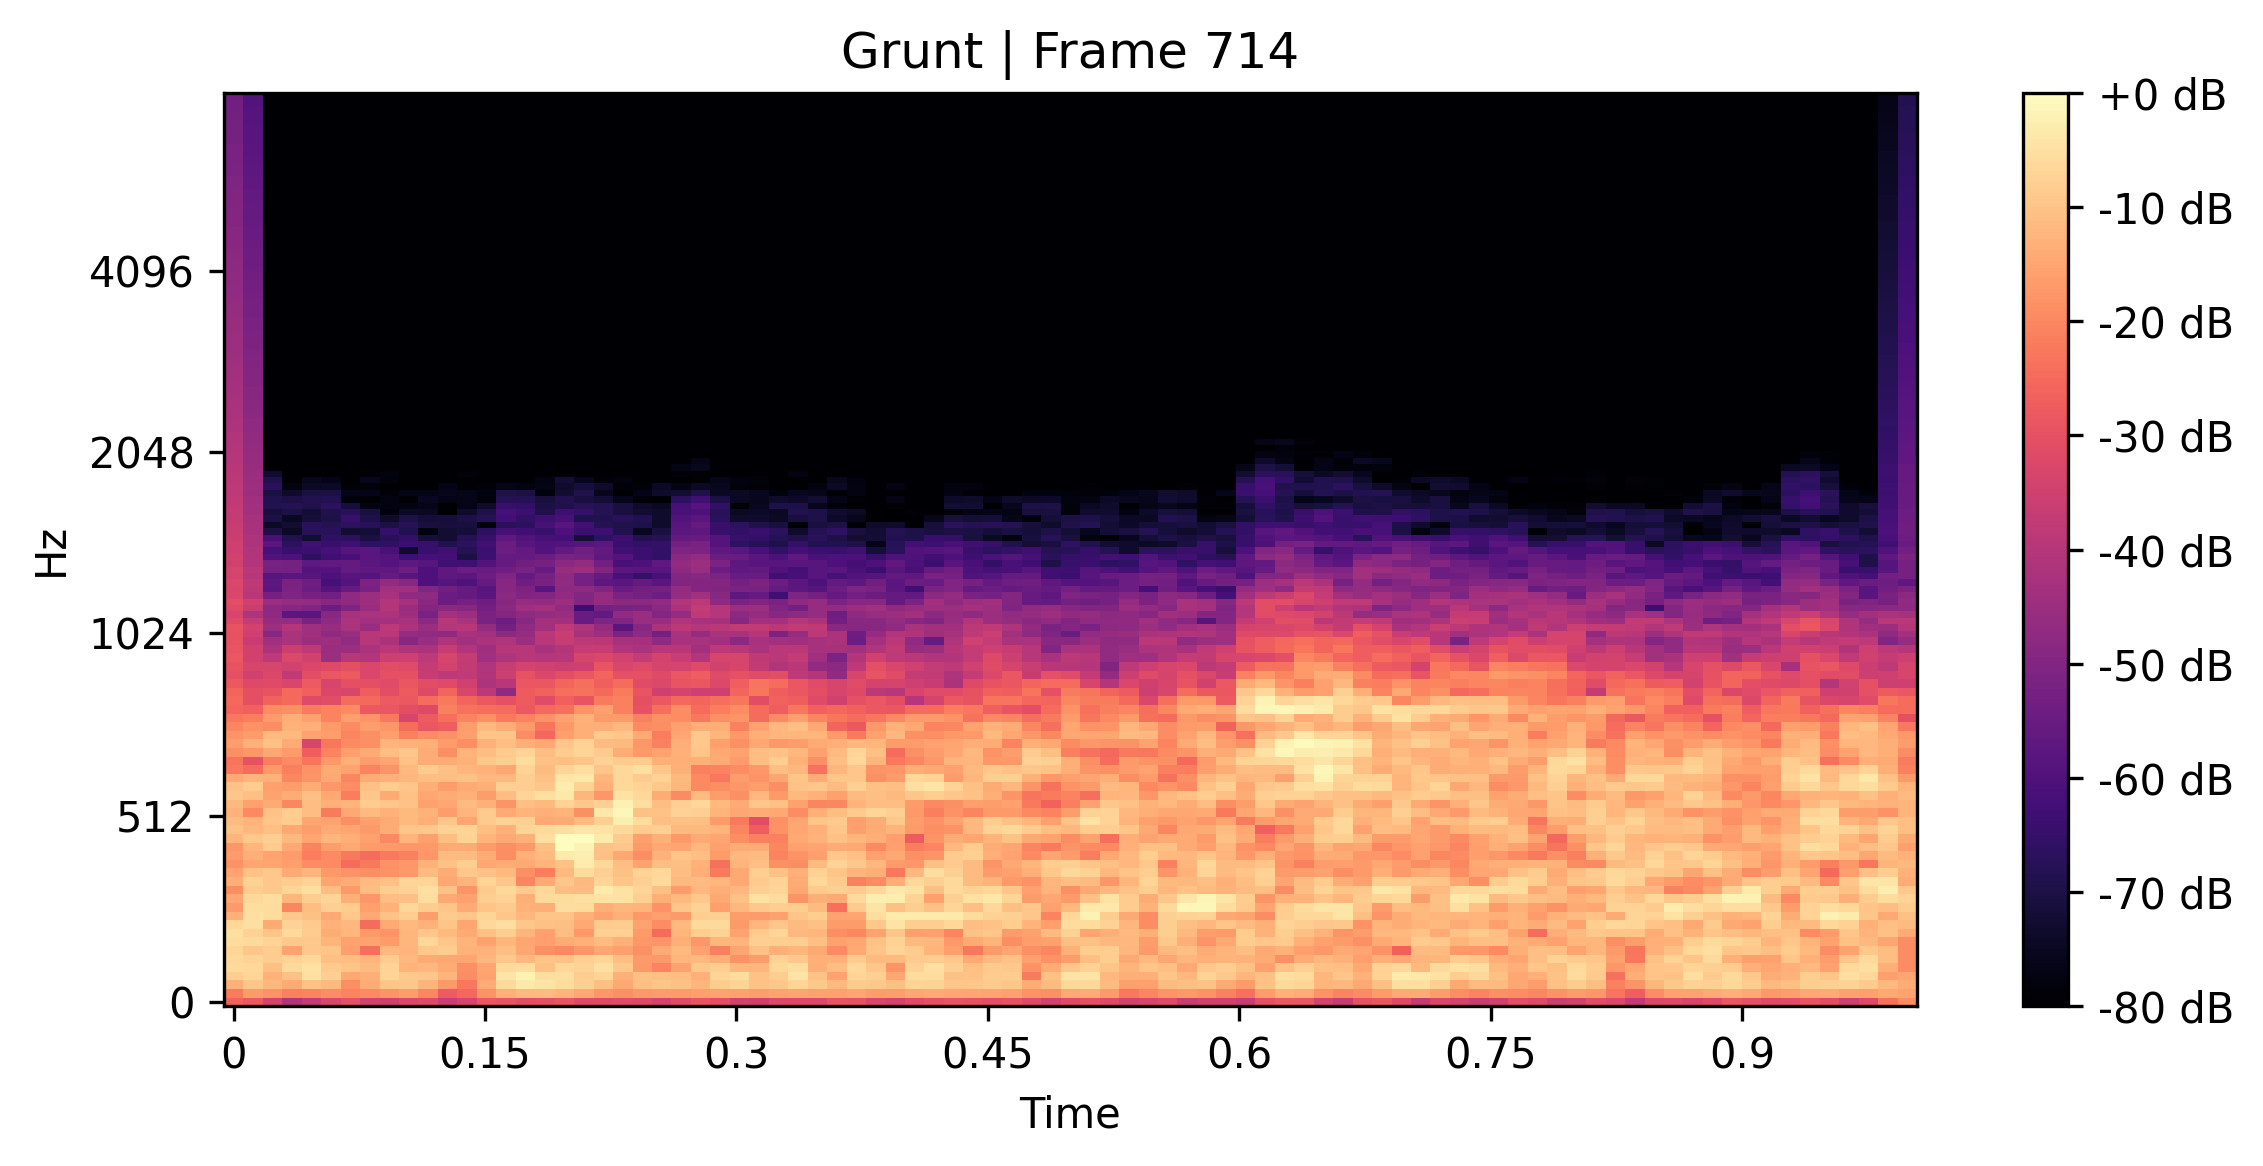 Grunt | Frame 714
+0 dB
-10 dB
-20 dB
-30 dB
-40 dB
-50 dB
-60 dB
-70 dB
-80 dB
4096
2048
1024
512
0
Hz
0 0.15 0.3 0.45 0.6 0.75 0.9
Time